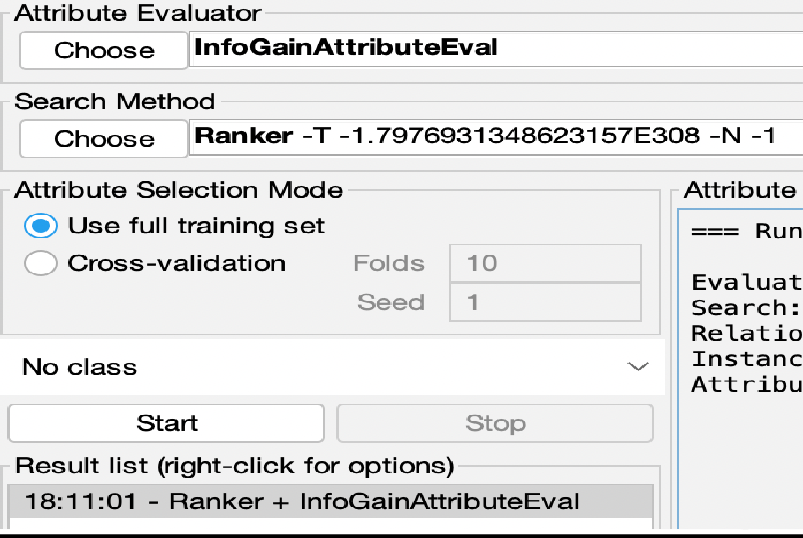 Attribute Evaluator
Choose InfoGainAttributeEval
Search Method
Choose Ranker -T -1.7976931348623157E308 -N -1
Attribute Selection Mode
Use full training set
Cross-validation Folds 10
Seed 1
No class
Start Stop
Result list (right-click for options)
18:11:01 - Ranker + InfoGainAttributeEval
Attribute
=== Run
Evaluat
Search:
Relatio
Instanc
Attribu